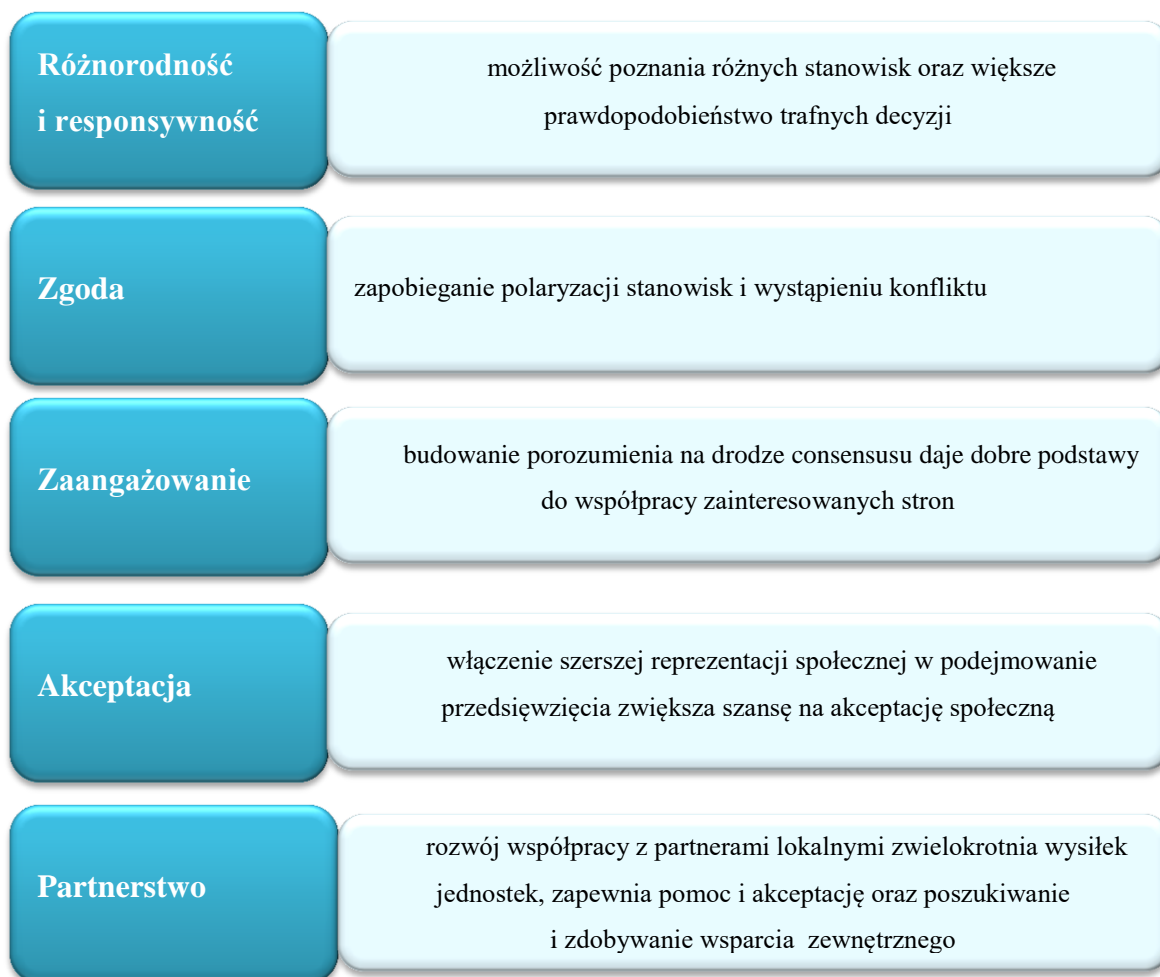 Różnorodność
i responsywność
możliwość poznania różnych stanowisk oraz większe
prawdopodobieństwo trafnych decyzji
Zgoda
zapobieganie polaryzacji stanowisk i wystąpieniu konfliktu
Zaangażowanie
budowanie porozumienia na drodze consensusu daje dobre podstawy
do współpracy zainteresowanych stron
Akceptacja
włączenie szerszej reprezentacji społecznej w podejmowanie
przedsięwzięcia zwiększa szansę na akceptację społeczną
Partnerstwo
rozwój współpracy z partnerami lokalnymi zwielokrotnia wysiłek
jednostek, zapewnia pomoc i akceptację oraz poszukiwanie
i zdobywanie wsparcia  zewnętrznego